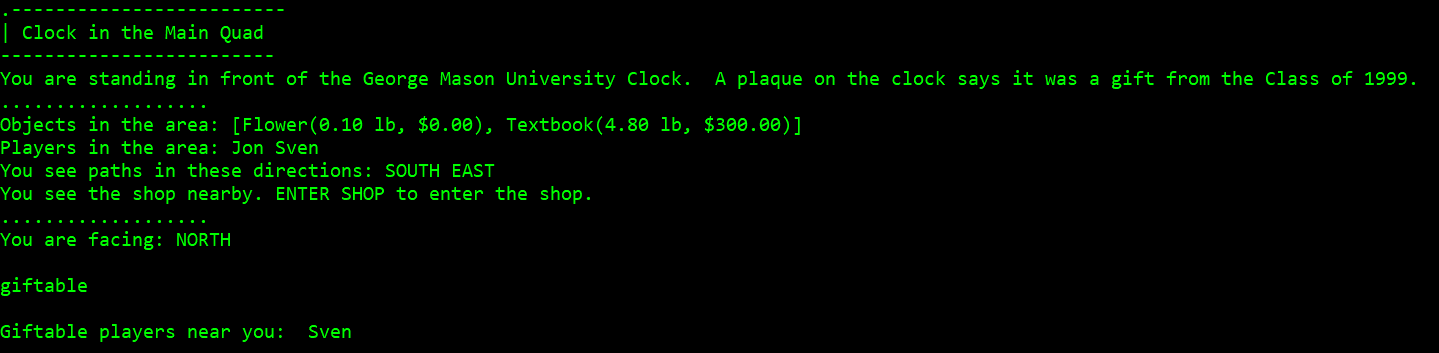 .-------------------------
| Clock in the Main Quad
-------------------------
You are standing in front of the George Mason University Clock.  A plaque on the clock says it was a gift from the Class of 1999.
...................
Objects in the area: [Flower(0.10 lb, $0.00), Textbook(4.80 lb, $300.00)]
Players in the area: Jon Sven
You see paths in these directions: SOUTH EAST
You see the shop nearby. ENTER SHOP to enter the shop.
...................
You are facing: NORTH
giftable
Giftable players near you:  Sven